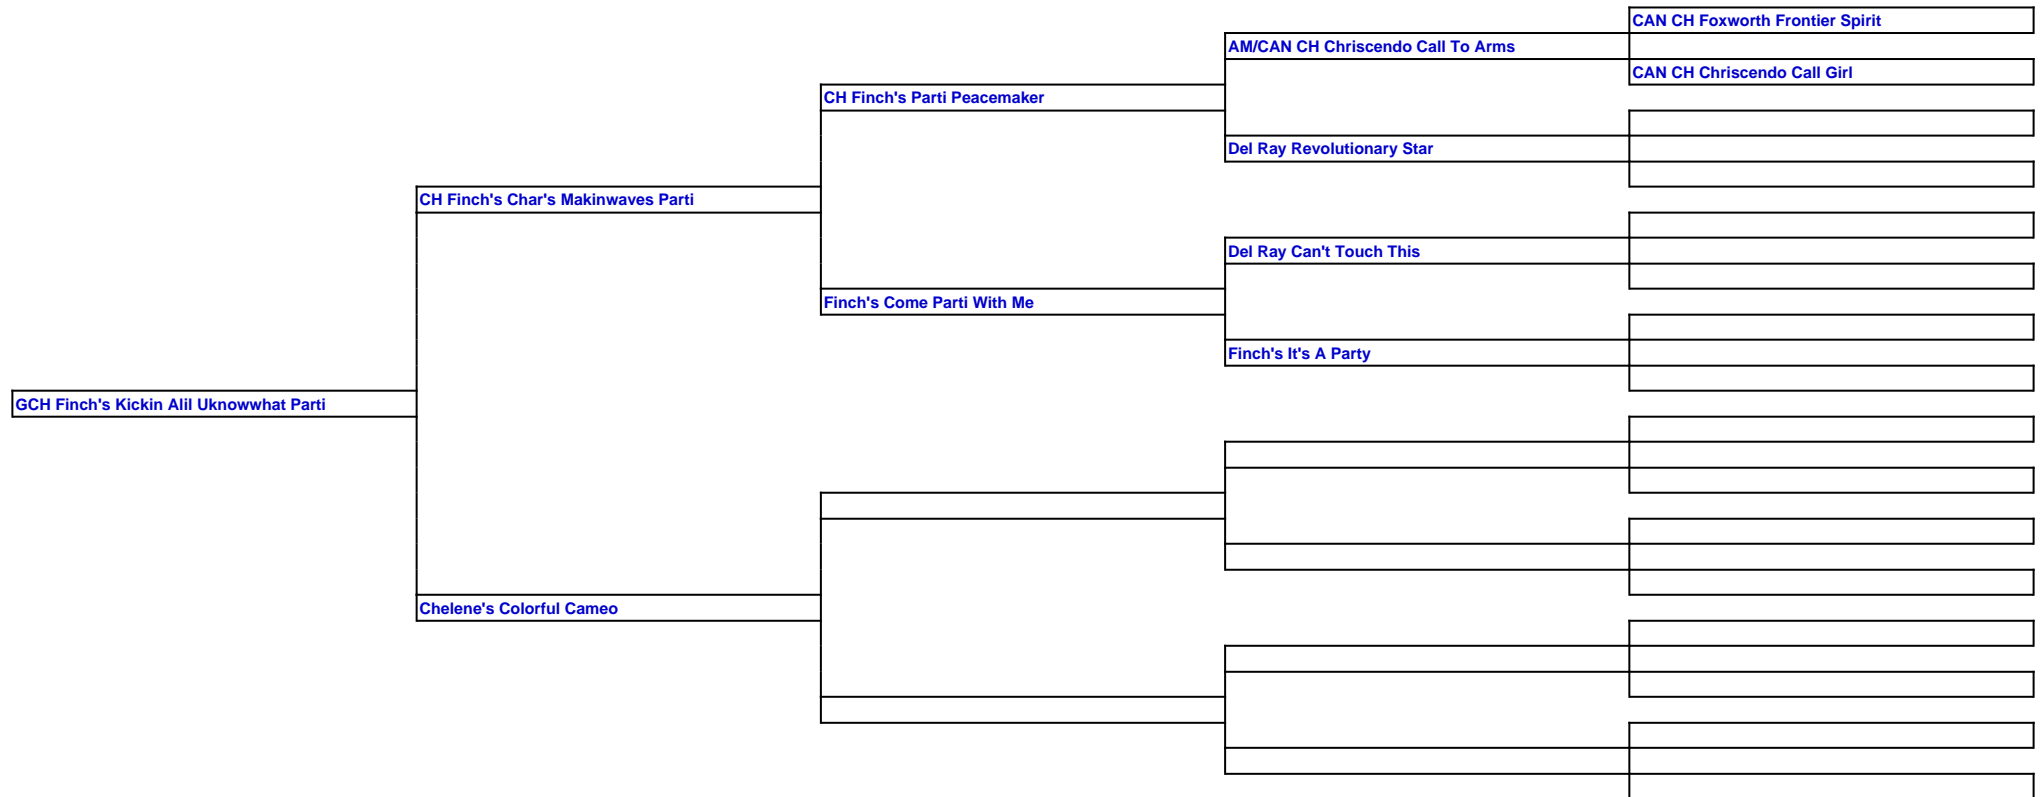 CAN CH Foxworth Frontier Spirit
AM/CAN CH Chriscendo Call To Arms
CAN CH Chriscendo Call Girl
CH Finch's Parti Peacemaker
Del Ray Revolutionary Star
CH Finch's Char's Makinwaves Parti
Del Ray Can't Touch This
Finch's Come Parti With Me
Finch's It's A Party
GCH Finch's Kickin Alil Uknowwhat Parti
Chelene's Colorful Cameo